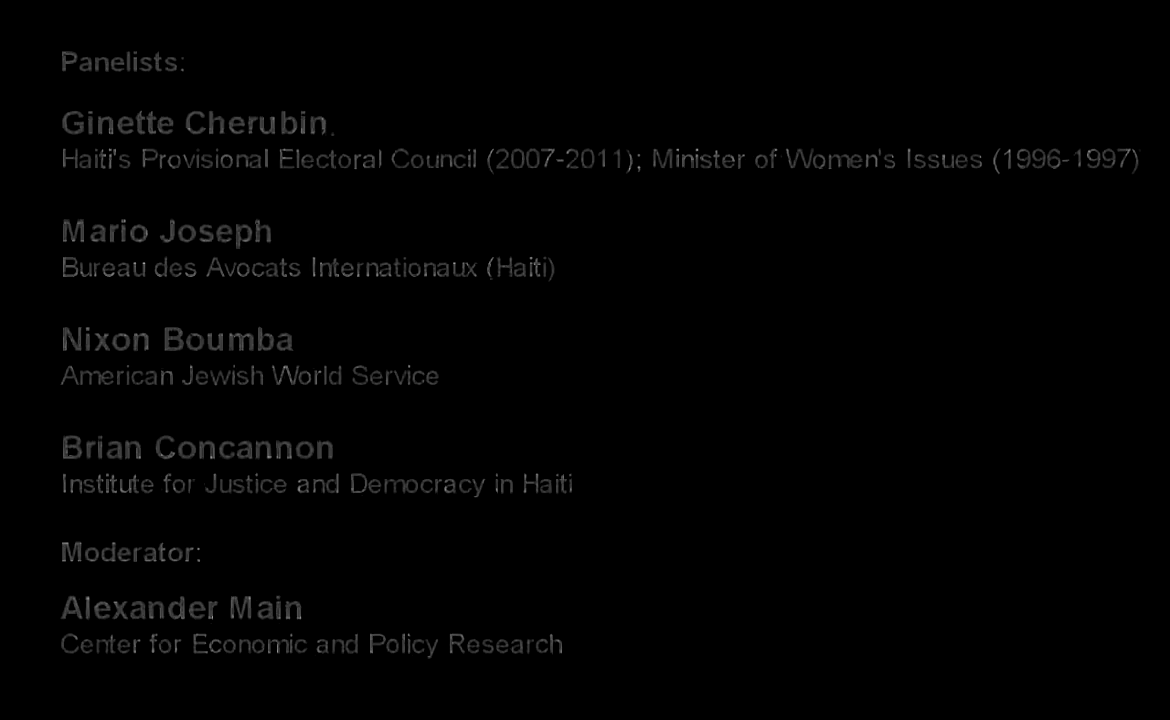 Panelists:
Ginette Cherubin,
Haiti's Provisional Electoral Council (2007-2011); Minister of Women's Issues (1996-1997)
Mario Joseph
Bureau des Avocats Internationaux (Haiti)
Nixon Boumba
American Jewish World Service
Brian Concannon
Institute for Justice and Democracy in Haiti
Moderator:
Alexander Main
Center for Economic and Policy Research